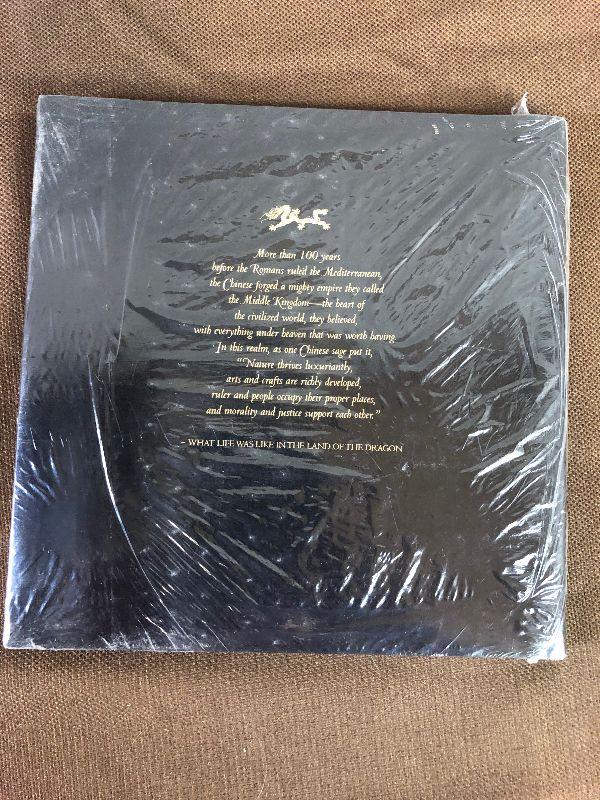 More than 100 years
before the Romans ruled the Mediterranean,
the Chinese forged a mighty empire they called
the Middle Kingdom—the heart of
the civilized world, they believed,
with everything under heaven that was worth having.
In this realm, as one Chinese sage put it,
"Nature thrives luxuriantly,
arts and crafts are richly developed,
ruler and people occupy their proper places,
and morality and justice support each other."
– WHAT LIFE WAS LIKE IN THE LAND OF THE DRAGON